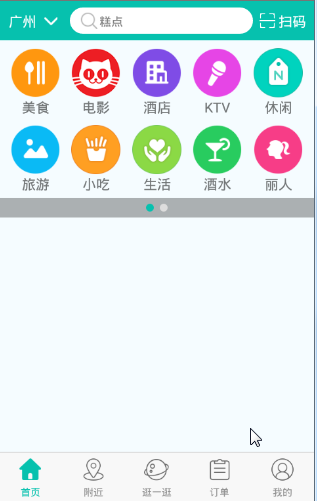 广州 糕点 扫码
美食 电影 酒店 KTV 休闲
N
旅游 小吃 生活 酒水 丽人
首页 附近 逛一逛 订单 我的